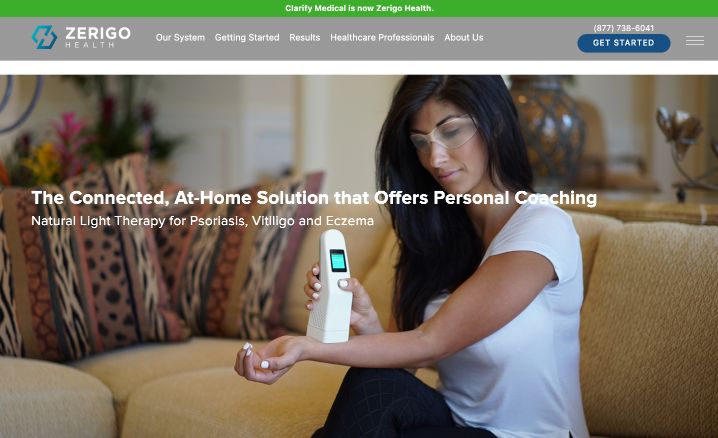 Clarify Medical is now Zerigo Health.
ZERIGO
HEALTH
Our System Getting Started Results Healthcare Professionals About Us
(877) 738-6041
GET STARTED
The Connected, At-Home Solution that Offers Personal Coaching
Natural Light Therapy for Psoriasis, Vitiligo and Eczema